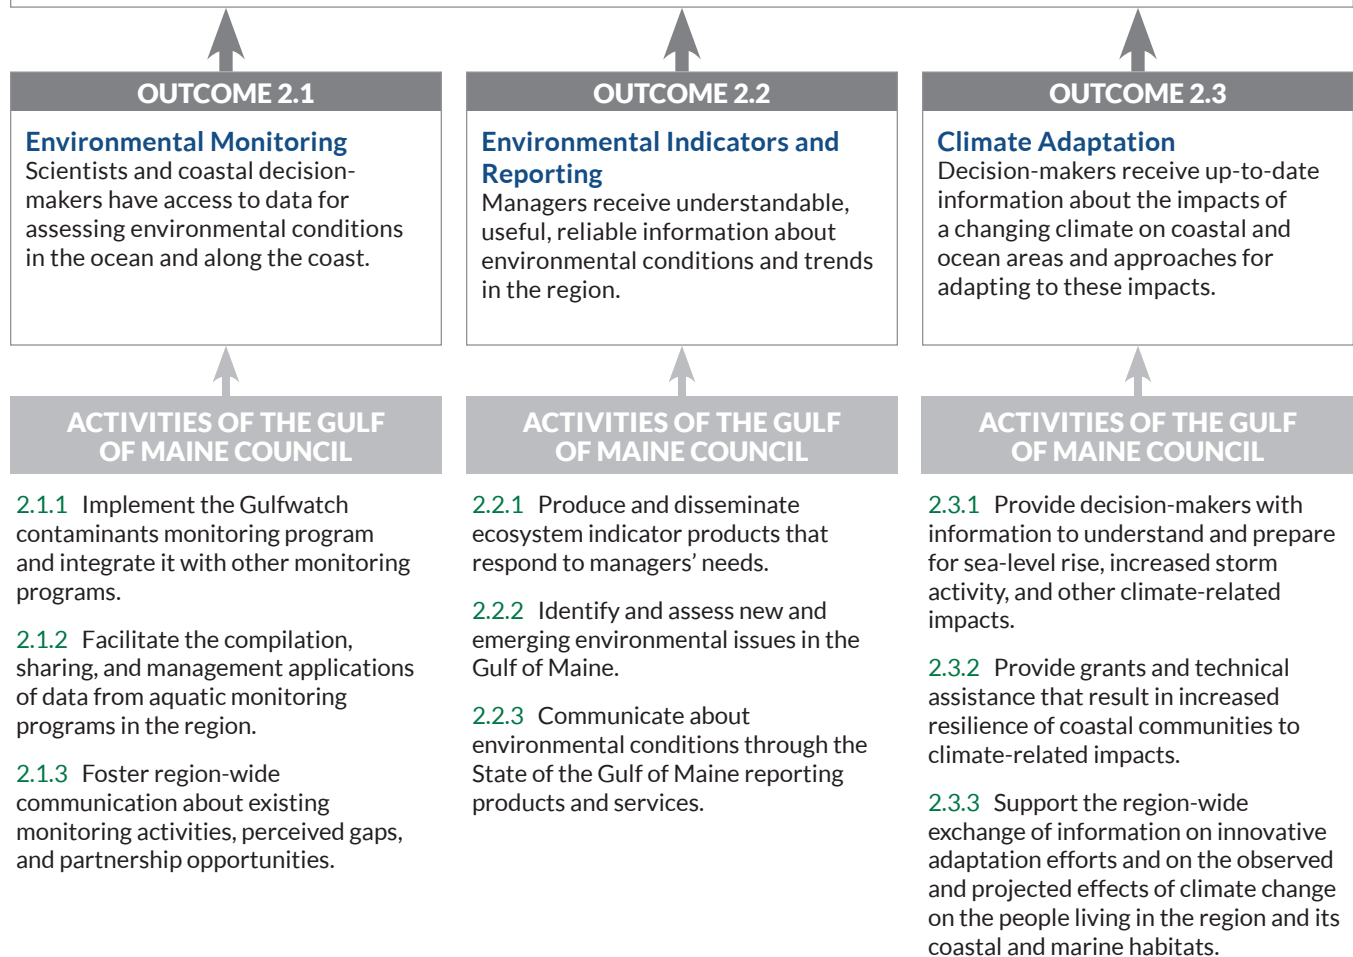 OUTCOME 2.1
Environmental Monitoring
Scientists and coastal decision-
makers have access to data for
assessing environmental conditions
in the ocean and along the coast.
OUTCOME 2.2
Environmental Indicators and
Reporting
Managers receive understandable,
useful, reliable information about
environmental conditions and trends
in the region.
OUTCOME 2.3
Climate Adaptation
Decision-makers receive up-to-date
information about the impacts of
a changing climate on coastal and
ocean areas and approaches for
adapting to these impacts.
ACTIVITIES OF THE GULF
OF MAINE COUNCIL
2.1.1 Implement the Gulfwatch
contaminants monitoring program
and integrate it with other monitoring
programs.
2.1.2 Facilitate the compilation,
sharing, and management applications
of data from aquatic monitoring
programs in the region.
2.1.3 Foster region-wide
communication about existing
monitoring activities, perceived gaps,
and partnership opportunities.
ACTIVITIES OF THE GULF
OF MAINE COUNCIL
2.2.1 Produce and disseminate
ecosystem indicator products that
respond to managers’ needs.
2.2.2 Identify and assess new and
emerging environmental issues in the
Gulf of Maine.
2.2.3 Communicate about
environmental conditions through the
State of the Gulf of Maine reporting
products and services.
ACTIVITIES OF THE GULF
OF MAINE COUNCIL
2.3.1 Provide decision-makers with
information to understand and prepare
for sea-level rise, increased storm
activity, and other climate-related
impacts.
2.3.2 Provide grants and technical
assistance that result in increased
resilience of coastal communities to
climate-related impacts.
2.3.3 Support the region-wide
exchange of information on innovative
adaptation efforts and on the observed
and projected effects of climate change
on the people living in the region and its
coastal and marine habitats.